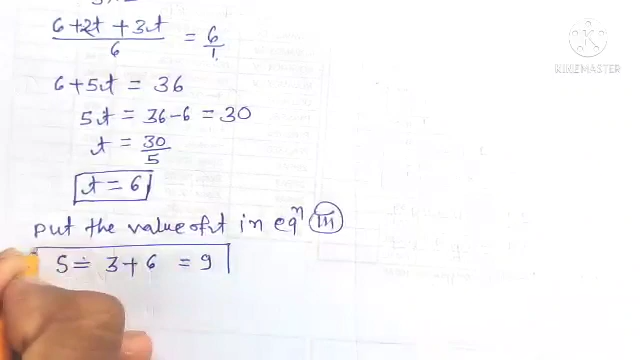 6+2t + 3t / 6 = 6 / 1
6+5t = 36
5t = 36-6 = 30
t = 30 / 5
t = 6
put the value of t in eqn III
S = 3+6 = 9
KINEMASTER